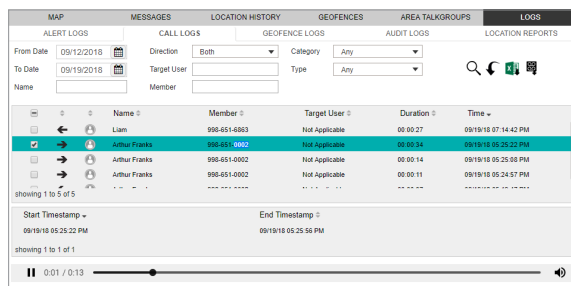 MAP MESSAGES LOCATION HISTORY GEOFENCES AREA TALKGROUPS LOGS
ALERT LOGS CALL LOGS GEOFENCE LOGS AUDIT LOGS LOCATION REPORTS
From Date 09/12/2018 Direction Both Category Any
To Date 09/19/2018 Target User Type Any
Name Member
Name Member Target User Duration Time
Liam 998-651-6863 Not Applicable 00:00:27 09/19/18 07:14:42 PM
Arthur Franks 998-651-0002 Not Applicable 00:00:34 09/19/18 05:25:22 PM
Arthur Franks 998-651-0002 Not Applicable 00:00:14 09/19/18 05:25:08 PM
Arthur Franks 998-651-0002 Not Applicable 00:00:11 09/19/18 05:24:57 PM
showing 1 to 5 of 5
Start Timestamp End Timestamp
09/19/18 05:25:22 PM 09/19/18 05:25:56 PM
showing 1 to 1 of 1
0:01 / 0:13